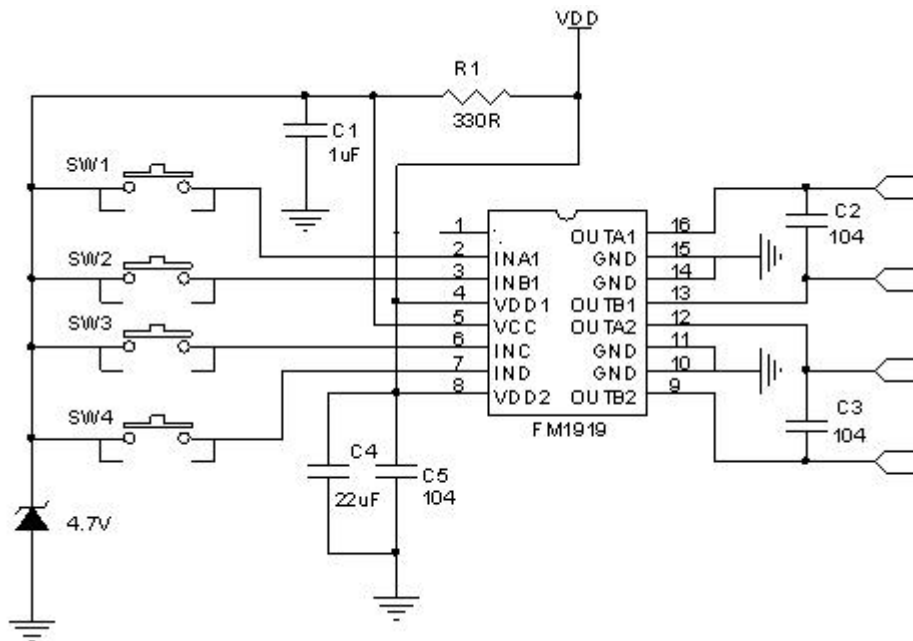 VDD
R1
330R
C1
1uF
SW1
SW2
SW3
SW4
4.7V
1
2
3
4
5
6
7
8
INA1
INB1
VDD1
VCC
INC
IND
VDD2
OUTA1
GND
GND
OUTB1
OUTA2
GND
GND
OUTB2
16
15
14
13
12
11
10
9
FM1919
C2
104
C3
104
C4
22uF
C5
104